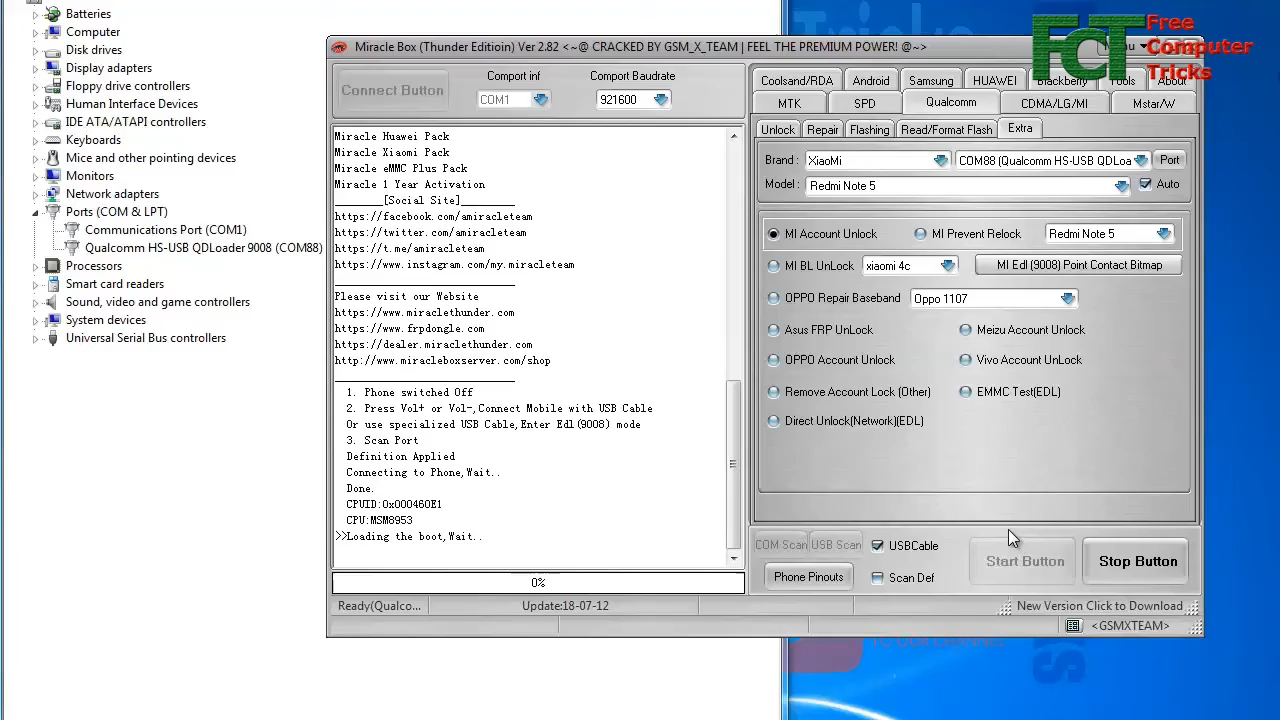 Batteries
Computer
Disk drives
Display adapters
Floppy drive controllers
Human Interface Devices
IDE ATA/ATAPI controllers
Keyboards
Mice and other pointing devices
Monitors
Network adapters
Ports (COM & LPT)
Communications Port (COM1)
Qualcomm HS-USB QDLoader 9008 (COM88)
Processors
Smart card readers
Sound, video and game controllers
System devices
Universal Serial Bus controllers
Miracle Box (Thunder Edition) Ver 2.82 <~@ CRACKED BY GSM_X_TEAM | FEEL THE PREMIUM POWER! @~>
Connect Button
Comport inf
Comport Baudrate
COM1
921600
Miracle Huawei Pack
Miracle Xiaomi Pack
Miracle eMMC Plus Pack
Miracle 1 Year Activation
_______[Social Site]_______
https://facebook.com/amiracleteam
https://twitter.com/amiracleteam
https://t.me/amiracleteam
https://www.instagram.com/my.miracleteam
Please visit our Website
https://www.miraclethunder.com
https://www.frpdongle.com
https://dealer.miraclethunder.com
http://www.miracleboxserver.com/shop
1. Phone switched Off
2. Press Vol+ or Vol-,Connect Mobile with USB Cable
Or use specialized USB Cable,Enter Edl(9008) mode
3. Scan Port
Definition Applied
Connecting to Phone,Wait..
Done.
CPUID:0x000460E1
CPU:MSM8953
>>Loading the boot,Wait..
0%
Ready(Qualco...
Update:18-07-12
Coolsand/RDA
Android
Samsung
HUAWEI
Blackberry
Tools
About
MTK
SPD
Qualcomm
CDMA/LG/MI
Mstar/W
Unlock
Repair
Flashing
Read/Format Flash
Extra
Brand :
XiaoMi
COM88 (Qualcomm HS-USB QDLoa
Port
Model :
Redmi Note 5
Auto
MI Account Unlock
MI Prevent Relock
Redmi Note 5
MI BL UnLock
xiaomi 4c
MI Edl (9008) Point Contact Bitmap
OPPO Repair Baseband
Oppo 1107
Asus FRP UnLock
Meizu Account Unlock
OPPO Account Unlock
Vivo Account UnLock
Remove Account Lock (Other)
EMMC Test(EDL)
Direct Unlock(Network)(EDL)
COM Scan
USB Scan
USBCable
Start Button
Stop Button
Phone Pinouts
Scan Def
New Version Click to Download
<GSMXTEAM>
FCT
Free
Computer
Tricks
TO OUR CHANNEL